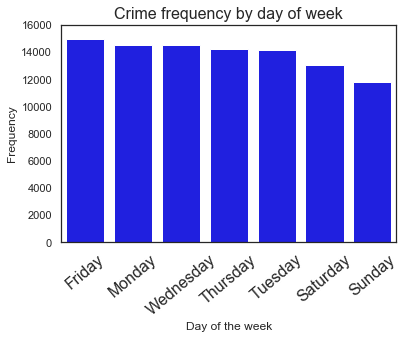 Crime frequency by day of week
16000
14000
12000
10000
8000
6000
4000
2000
0
Frequency
Friday
Monday
Wednesday
Thursday
Tuesday
Saturday
Sunday
Day of the week